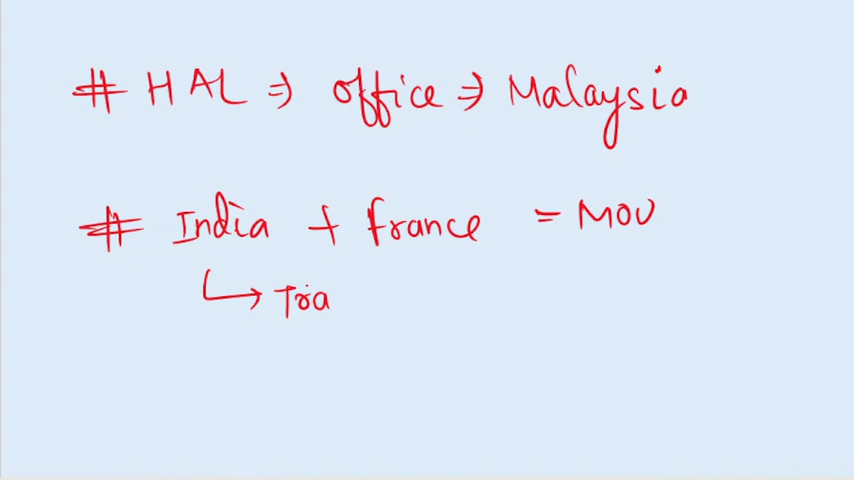 # HAL ⇒ office ⇒ Malaysia
# India + france = MOU
↳ Tra